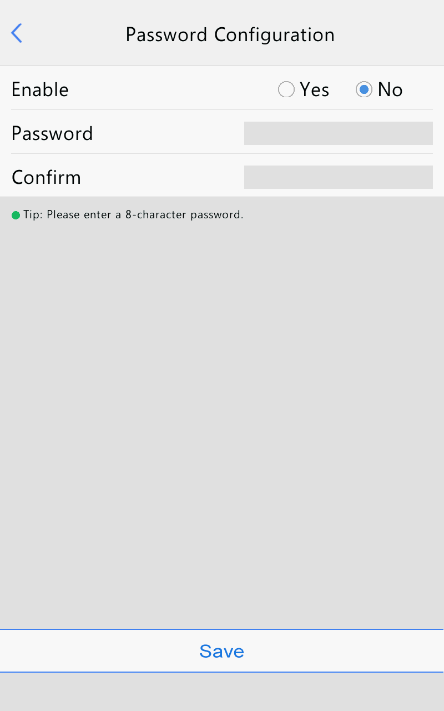 Password Configuration
Enable Yes No
Password
Confirm
Tip: Please enter a 8-character password.
Save